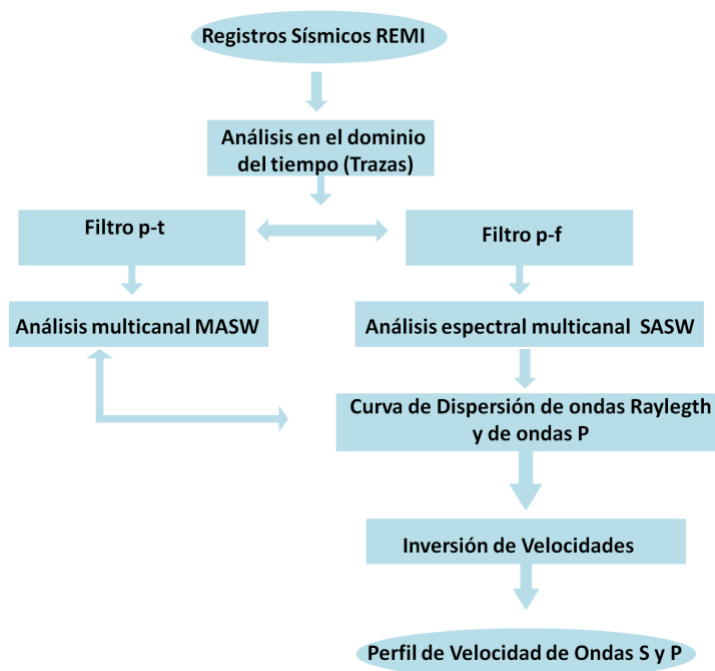 Registros Sísmicos REMI
Análisis en el dominio
del tiempo (Trazas)
Filtro p-t
Filtro p-f
Análisis multicanal MASW
Análisis espectral multicanal SASW
Curva de Dispersión de ondas Raylegth
y de ondas P
Inversión de Velocidades
Perfil de Velocidad de Ondas S y P